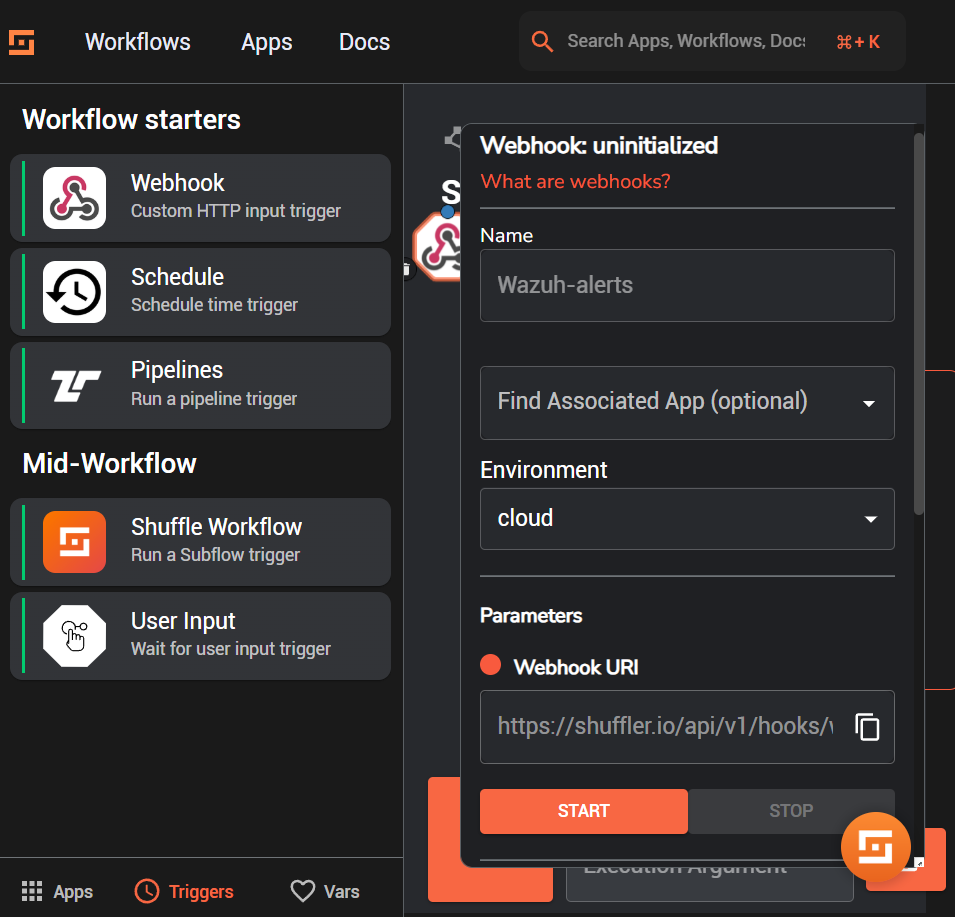 Workflows Apps Docs Search Apps, Workflows, Docs ⌘+ K
Workflow starters
Webhook
Custom HTTP input trigger
Schedule
Schedule time trigger
Pipelines
Run a pipeline trigger
Mid-Workflow
Shuffle Workflow
Run a Subflow trigger
User Input
Wait for user input trigger
Apps Triggers Vars
S
Webhook: uninitialized
What are webhooks?
Name
Wazuh-alerts
Find Associated App (optional)
Environment
cloud
Parameters
Webhook URI
https://shuffler.io/api/v1/hooks/
START STOP
Execution Argument